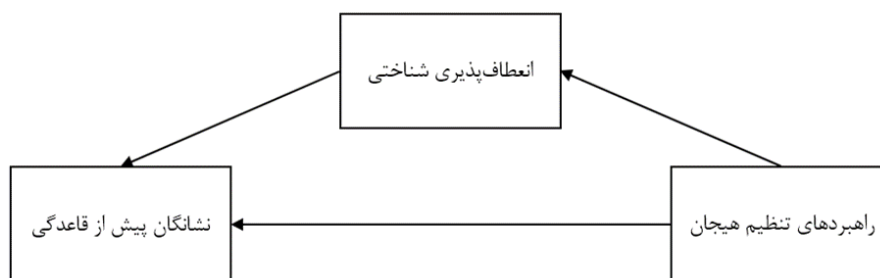 انعطاف‌پذیری شناختی
راهبردهای تنظیم هیجان
نشانگان پیش از قاعدگی